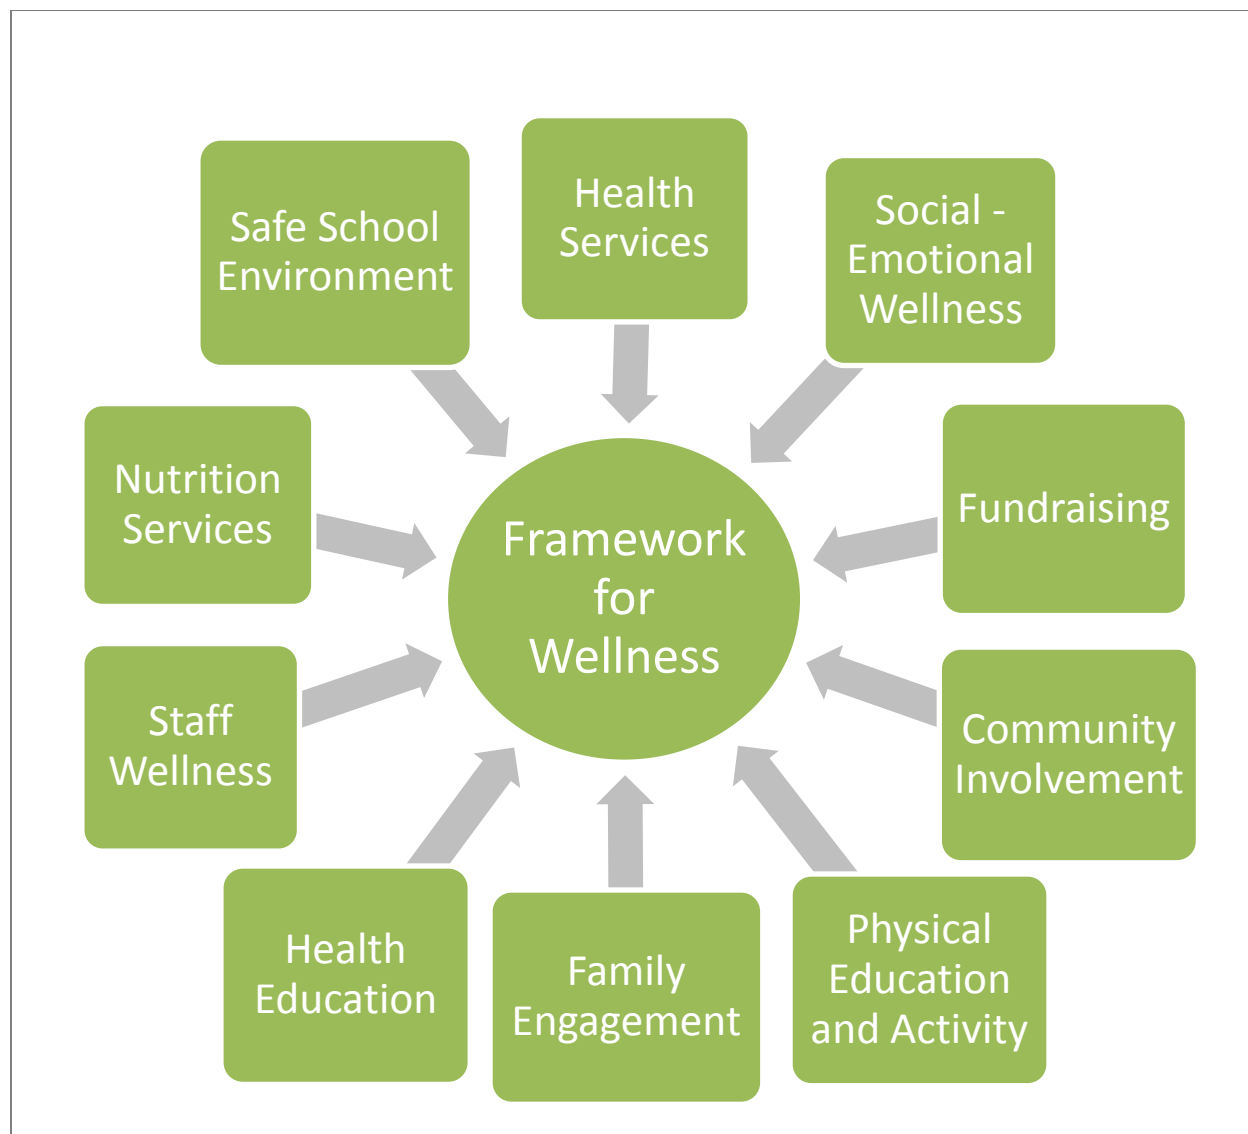 Safe School
Environment
Health
Services
Social -
Emotional
Wellness
Nutrition
Services
Framework
for
Wellness
Fundraising
Staff
Wellness
Community
Involvement
Health
Education
Family
Engagement
Physical
Education
and Activity